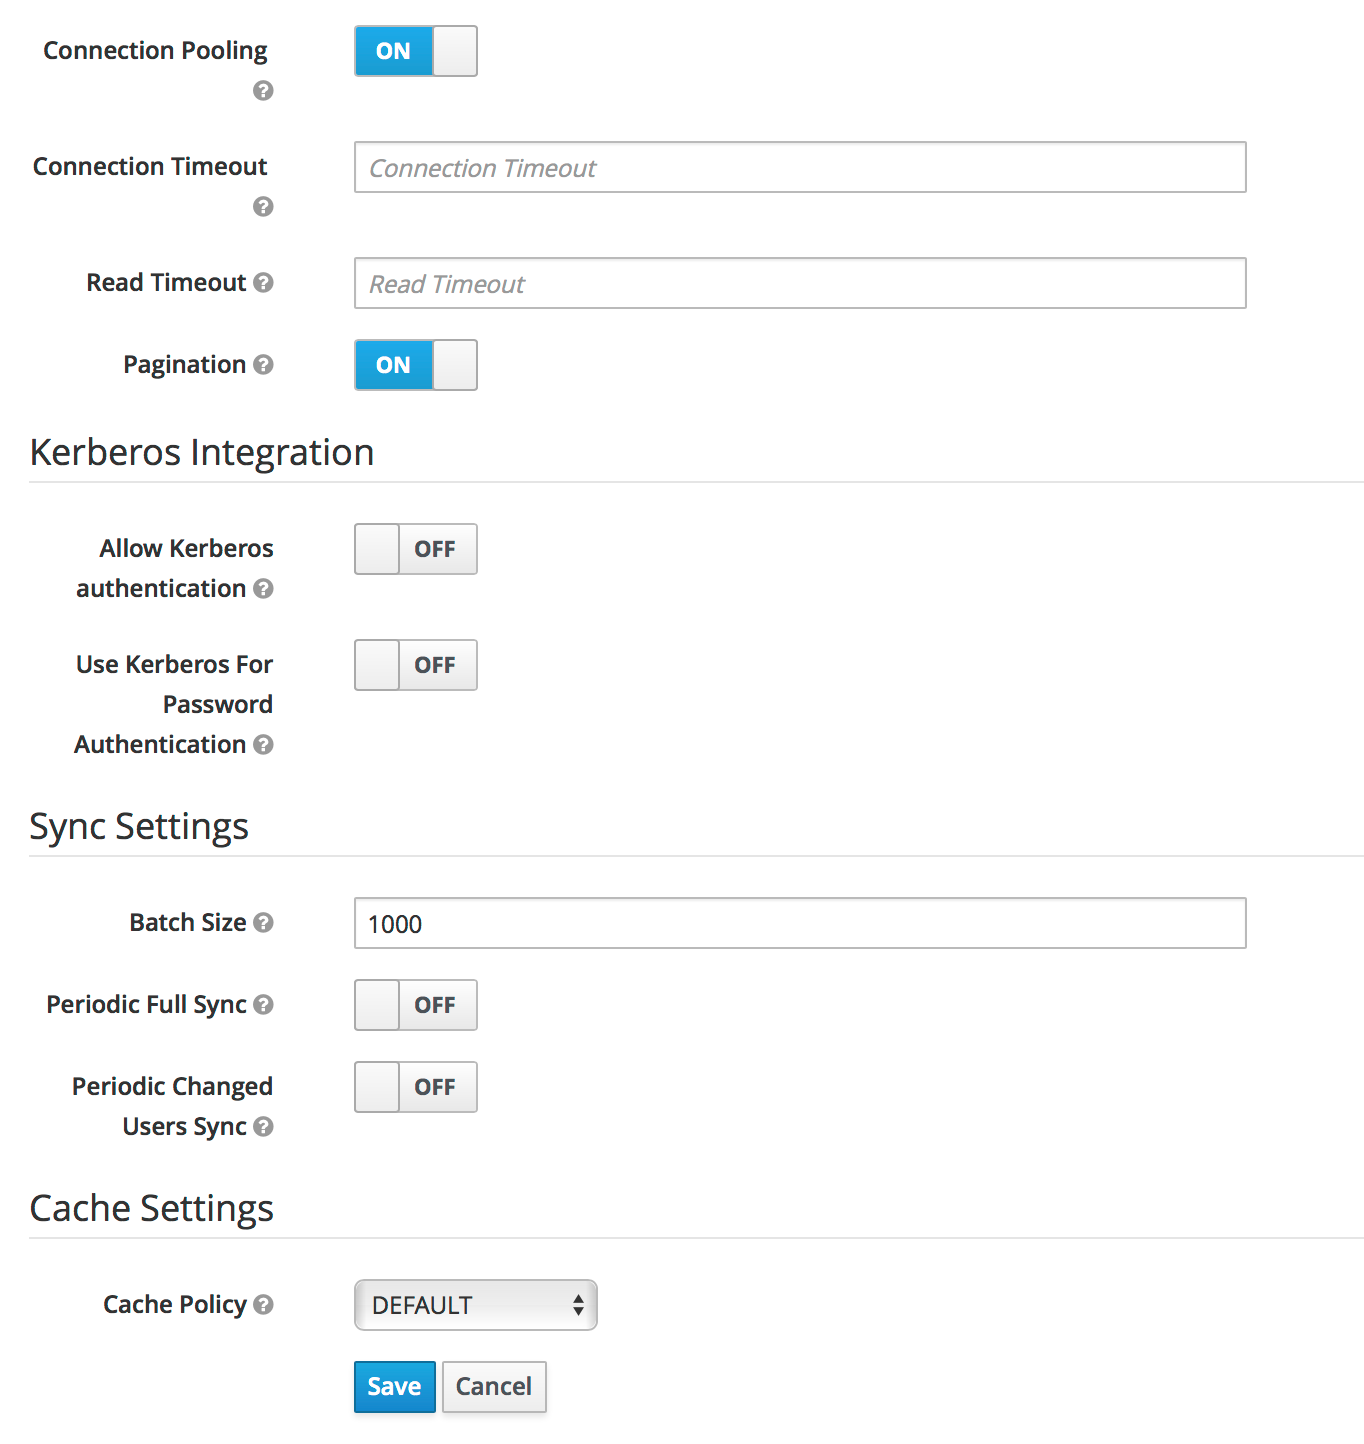 Connection Pooling
ON
Connection Timeout
Connection Timeout
Read Timeout
Read Timeout
Pagination
ON
Kerberos Integration
Allow Kerberos
authentication
OFF
Use Kerberos For
Password
Authentication
OFF
Sync Settings
Batch Size
1000
Periodic Full Sync
OFF
Periodic Changed
Users Sync
OFF
Cache Settings
Cache Policy
DEFAULT
Save
Cancel